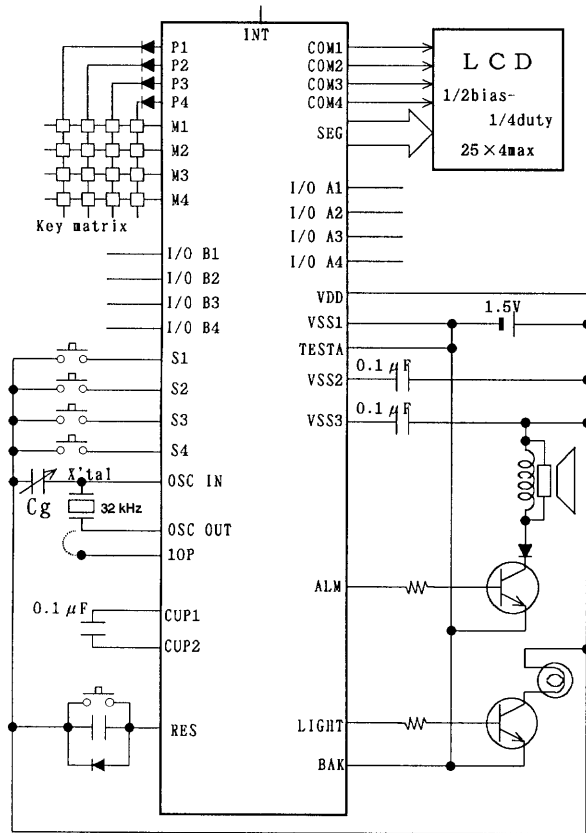 INT
P1
P2
P3
P4
M1
M2
M3
M4
Key matrix
I/O B1
I/O B2
I/O B3
I/O B4
S1
S2
S3
S4
X'tal
OSC IN
Cg
32 kHz
OSC OUT
10P
0.1 μF
CUP1
CUP2
RES
COM1
COM2
COM3
COM4
SEG
LCD
1/2bias-
1/4duty
25×4max
I/O A1
I/O A2
I/O A3
I/O A4
VDD
1.5V
VSS1
TESTA
0.1 μF
VSS2
0.1 μF
VSS3
ALM
LIGHT
BAK